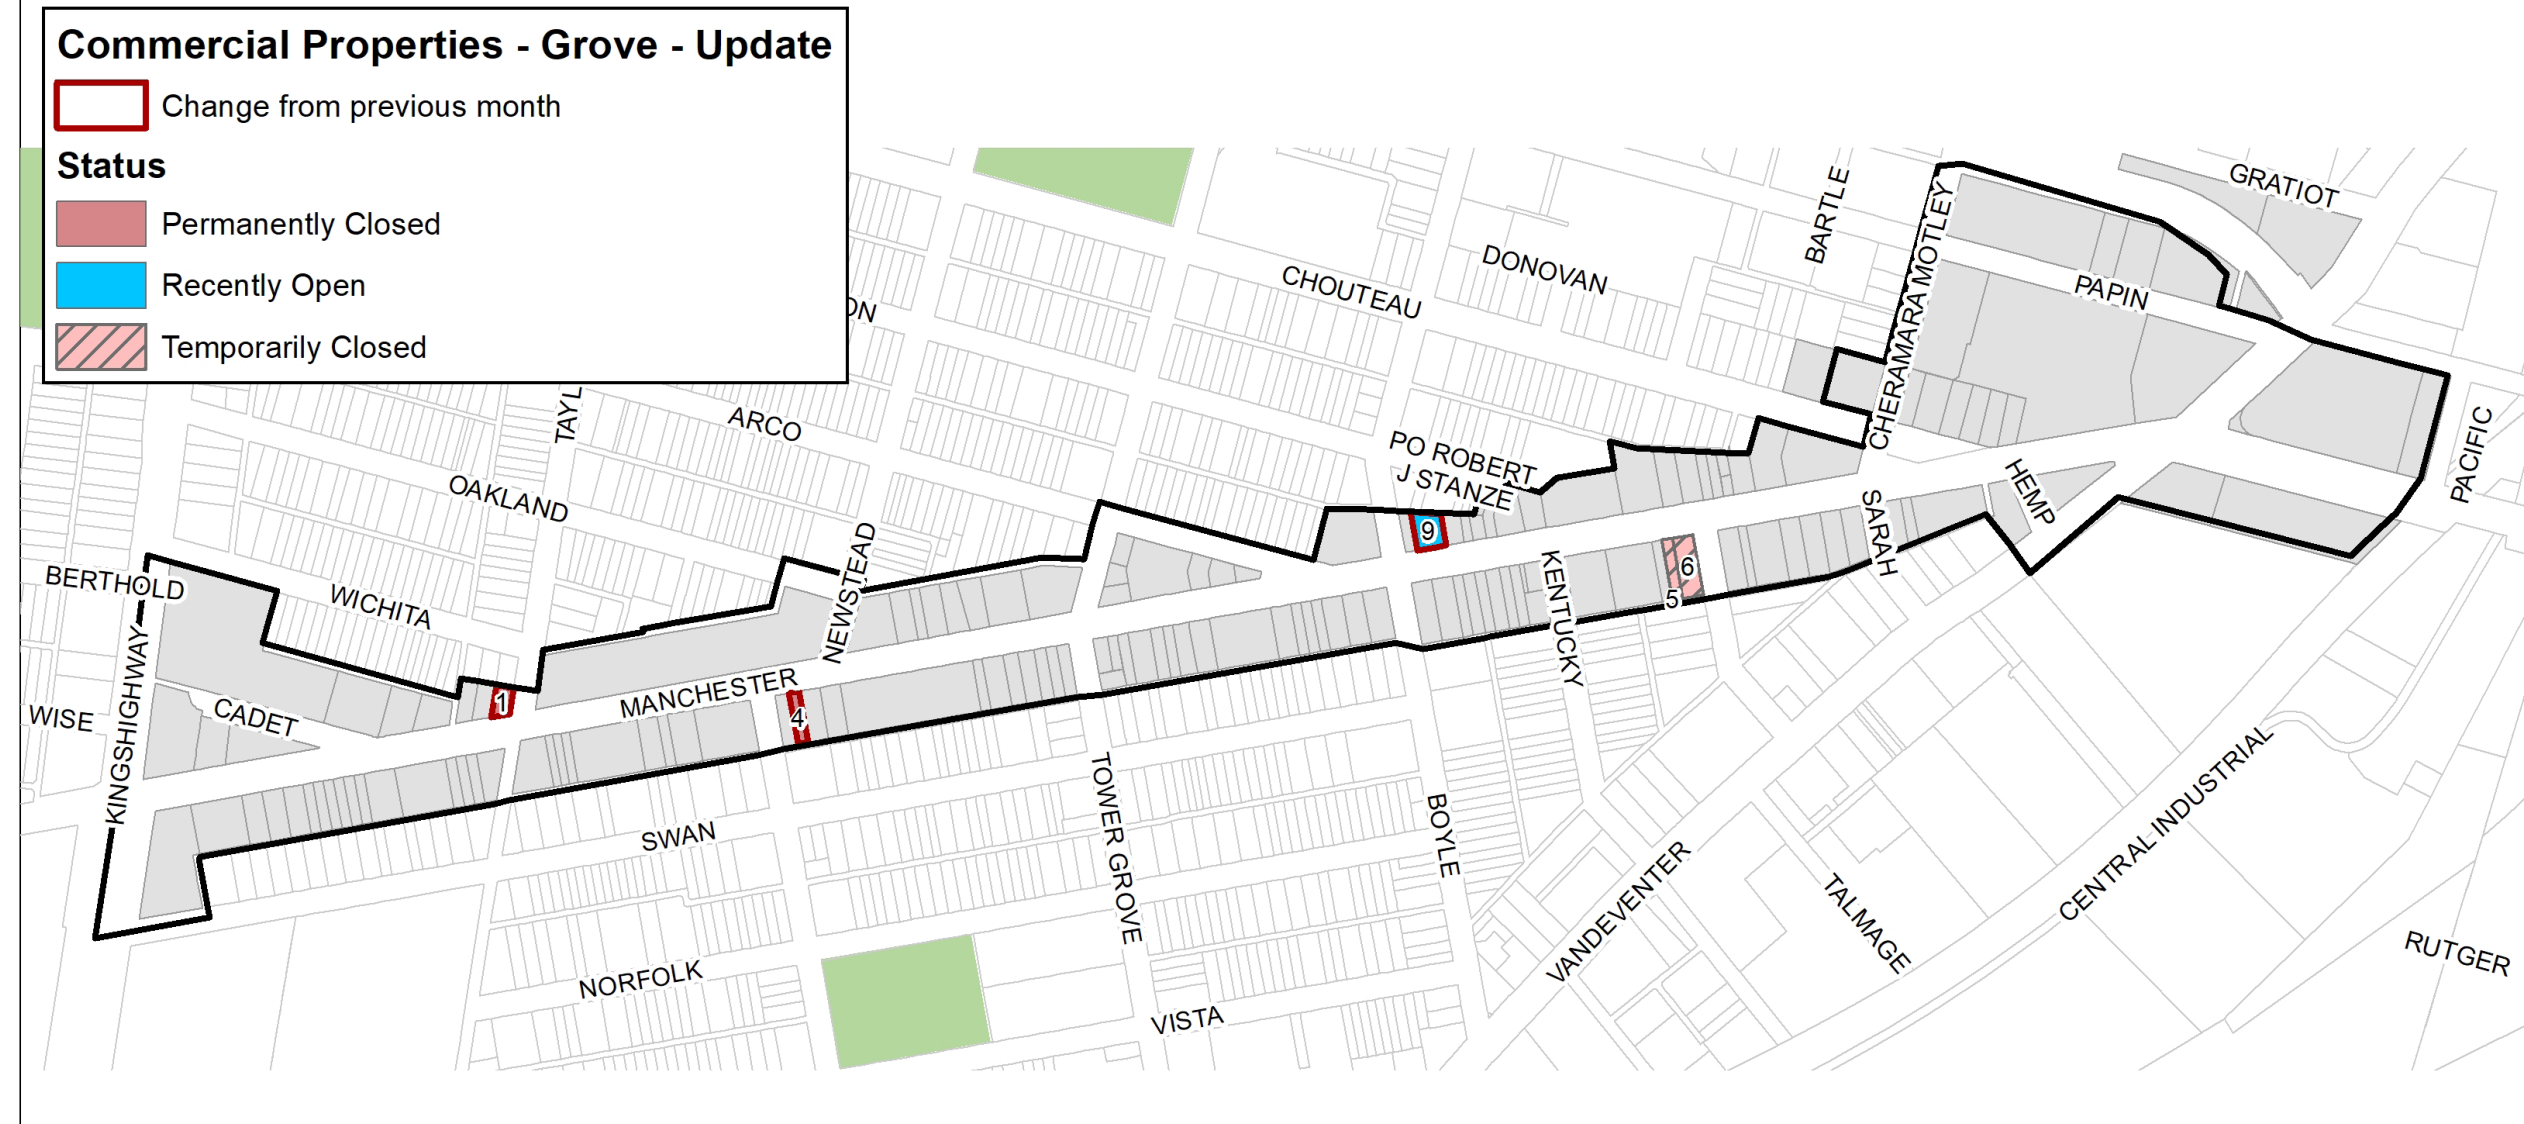 Commercial Properties - Grove - Update
Change from previous month
Status
Permanently Closed
Recently Open
Temporarily Closed
GRATIOT
BARTLE
CHERAMARA MOTLEY
DONOVAN
CHOUTEAU
PAPIN
ON
TAYL
ARCO
PACIFIC
PO ROBERT
J STANZE
OAKLAND
HEMP
SARAH
NEWSTEAD
9
KENTUCKY
6
5
BERTHOLD
WICHITA
KINGSHIGHWAY
MANCHESTER
1
4
WISE
CADET
TOWER GROVE
BOYLE
SWAN
CENTRAL INDUSTRIAL
VANDEVENTER
TALMAGE
RUTGER
NORFOLK
VISTA